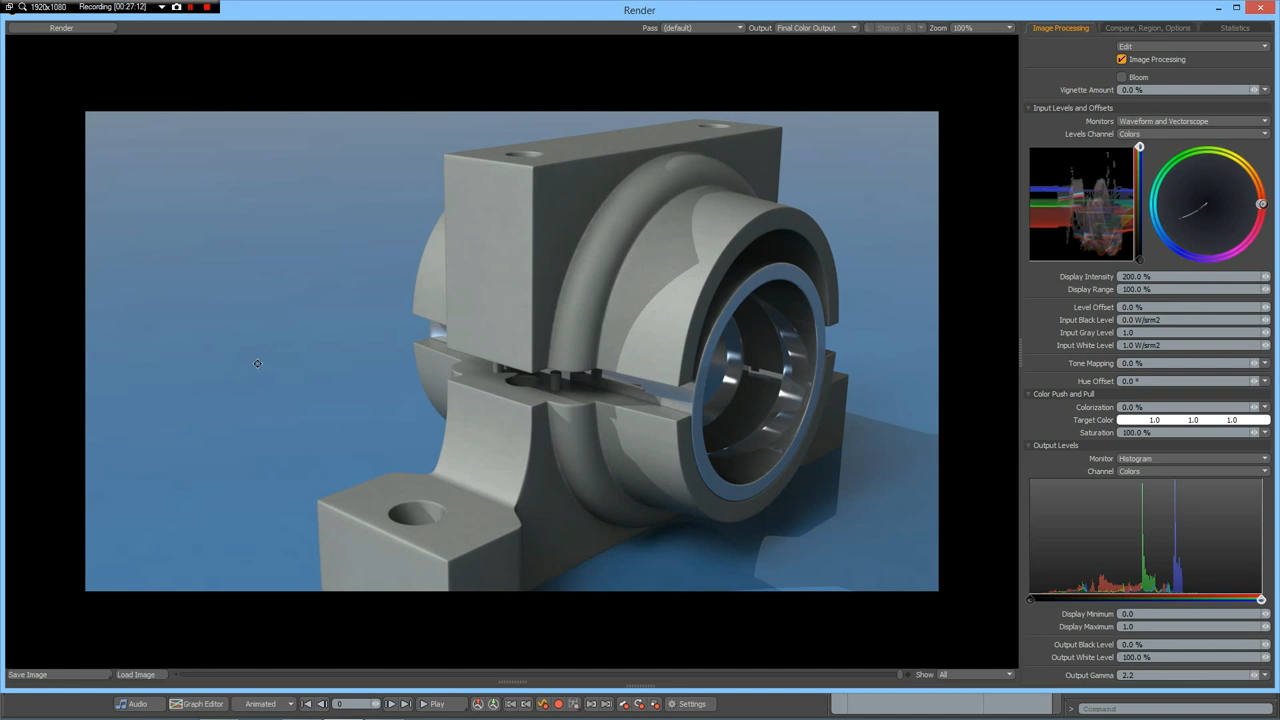 1920x1080 Recording [00:27:12]
Render
Render Pass (default) Output Final Color Output L Stereo R Zoom 100% Image Processing Compare, Region, Options Statistics
Edit
Image Processing
Bloom
Vignette Amount 0.0 %
Input Levels and Offsets
Monitors Waveform and Vectorscope
Levels Channel Colors
Display Intensity 200.0 %
Display Range 100.0 %
Level Offset 0.0 %
Input Black Level 0.0 W/srm2
Input Gray Level 1.0
Input White Level 1.0 W/srm2
Tone Mapping 0.0 %
Hue Offset 0.0 °
Color Push and Pull
Colorization 0.0 %
Target Color 1.0 1.0 1.0
Saturation 100.0 %
Output Levels
Monitor Histogram
Channel Colors
Display Minimum 0.0
Display Maximum 1.0
Output Black Level 0.0 %
Output White Level 100.0 %
Save Image Load Image Show All Output Gamma 2.2
Audio Graph Editor Animated 0 Play Settings Command